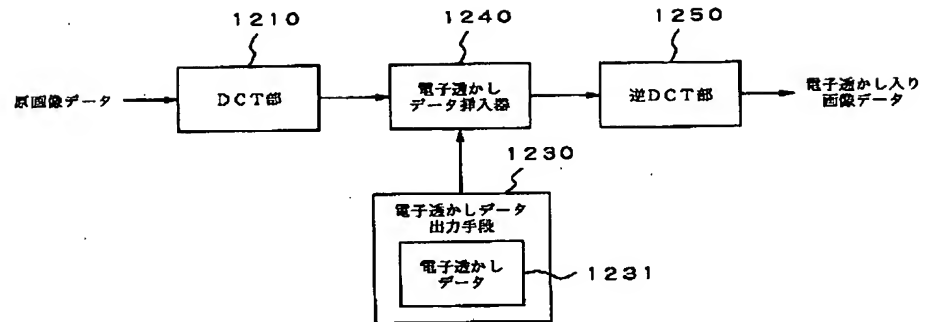 1210
1240
1250
原画像データ
DCT部
電子透かし
データ挿入器
逆DCT部
電子透かし入り
画像データ
1230
電子透かしデータ
出力手段
電子透かし
データ
1231